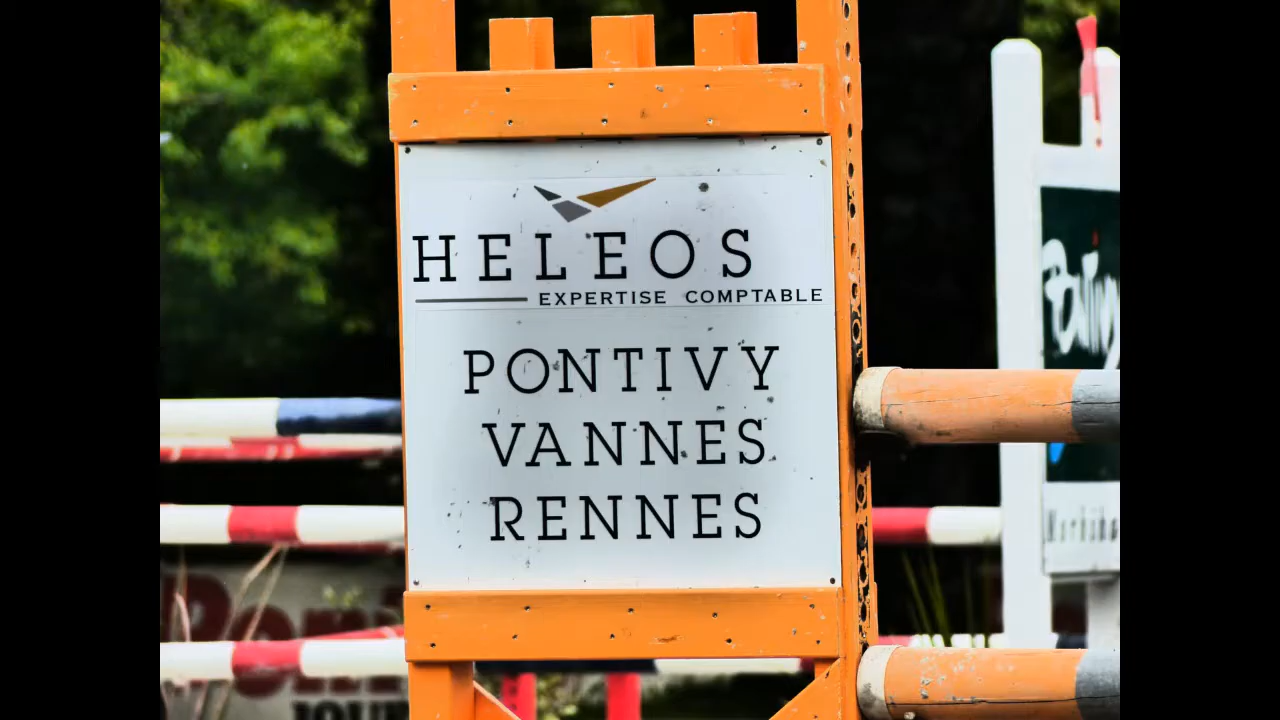 HELEOS
EXPERTISE COMPTABLE
PONTIVY
VANNES
RENNES